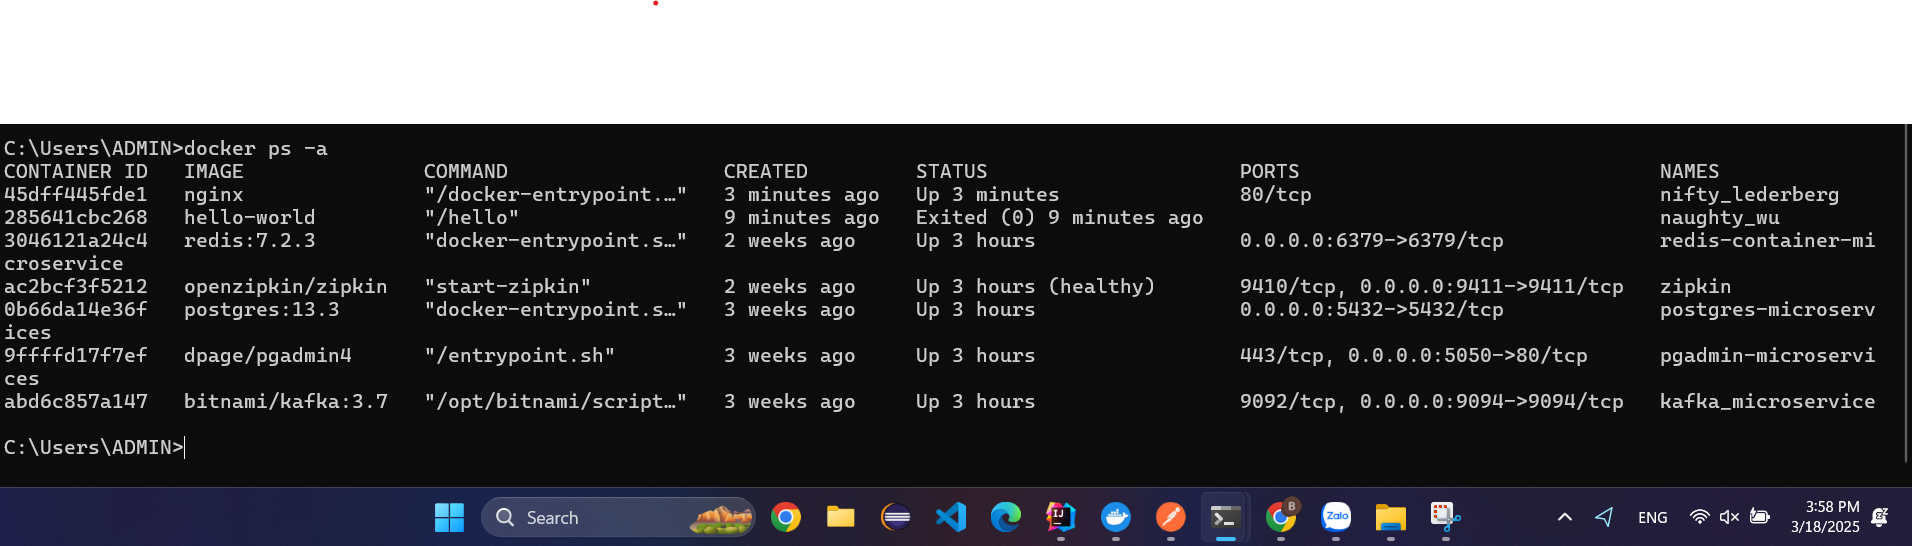 C:\Users\ADMIN>docker ps -a
CONTAINER ID   IMAGE               COMMAND                  CREATED         STATUS                     PORTS                              NAMES
45dff445fde1   nginx               "/docker-entrypoint.…"   3 minutes ago   Up 3 minutes               80/tcp                             nifty_lederberg
285641cbc268   hello-world         "/hello"                 9 minutes ago   Exited (0) 9 minutes ago                                      naughty_wu
3046121a24c4   redis:7.2.3         "docker-entrypoint.s…"   2 weeks ago     Up 3 hours                 0.0.0.0:6379->6379/tcp             redis-container-mi
croservice
ac2bcf3f5212   openzipkin/zipkin   "start-zipkin"           2 weeks ago     Up 3 hours (healthy)       9410/tcp, 0.0.0.0:9411->9411/tcp   zipkin
0b66da14e36f   postgres:13.3       "docker-entrypoint.s…"   3 weeks ago     Up 3 hours                 0.0.0.0:5432->5432/tcp             postgres-microserv
ices
9ffffd17f7ef   dpage/pgadmin4      "/entrypoint.sh"         3 weeks ago     Up 3 hours                 443/tcp, 0.0.0.0:5050->80/tcp      pgadmin-microservi
ces
abd6c857a147   bitnami/kafka:3.7   "/opt/bitnami/script…"   3 weeks ago     Up 3 hours                 9092/tcp, 0.0.0.0:9094->9094/tcp   kafka_microservice
C:\Users\ADMIN>
Search
IJ
B
Zalo
ENG
3:58 PM
3/18/2025